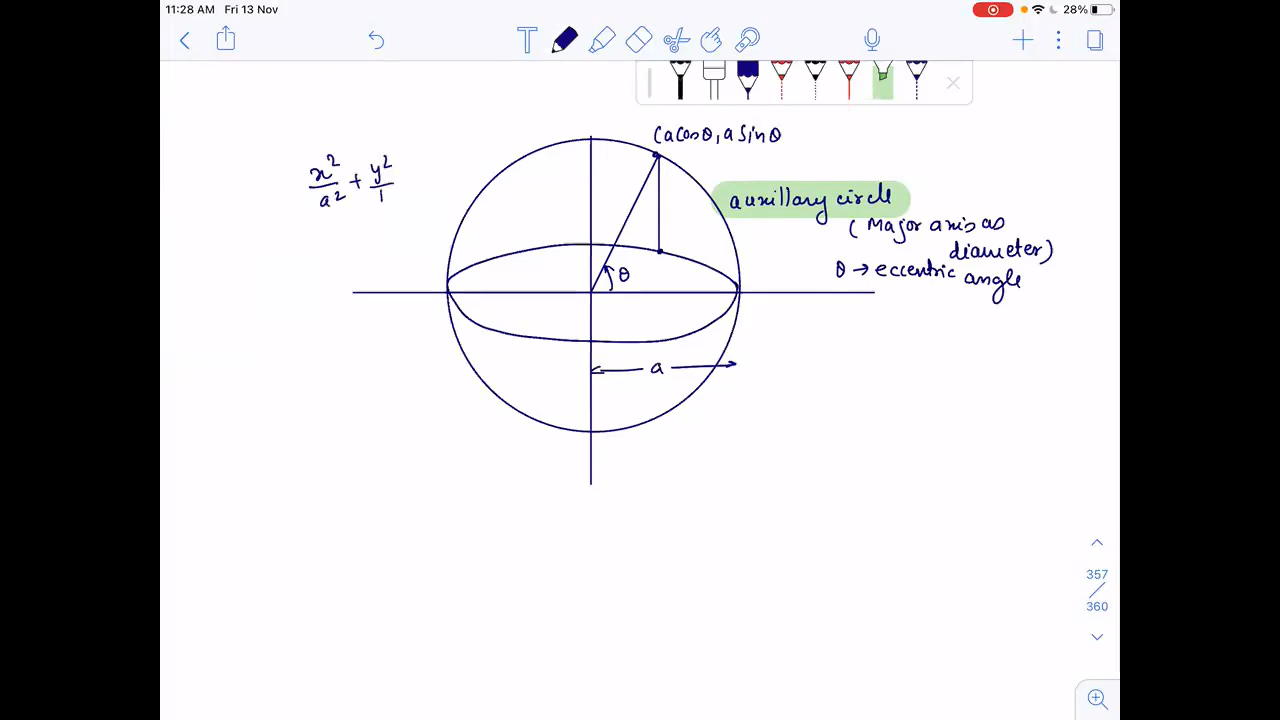 11:28 AM Fri 13 Nov
28%
T
(acosθ, a sinθ
x²/a² + y²/1
auxillary circle
( Major axis as
diameter)
θ → eccentric
angle
θ
a
357
360